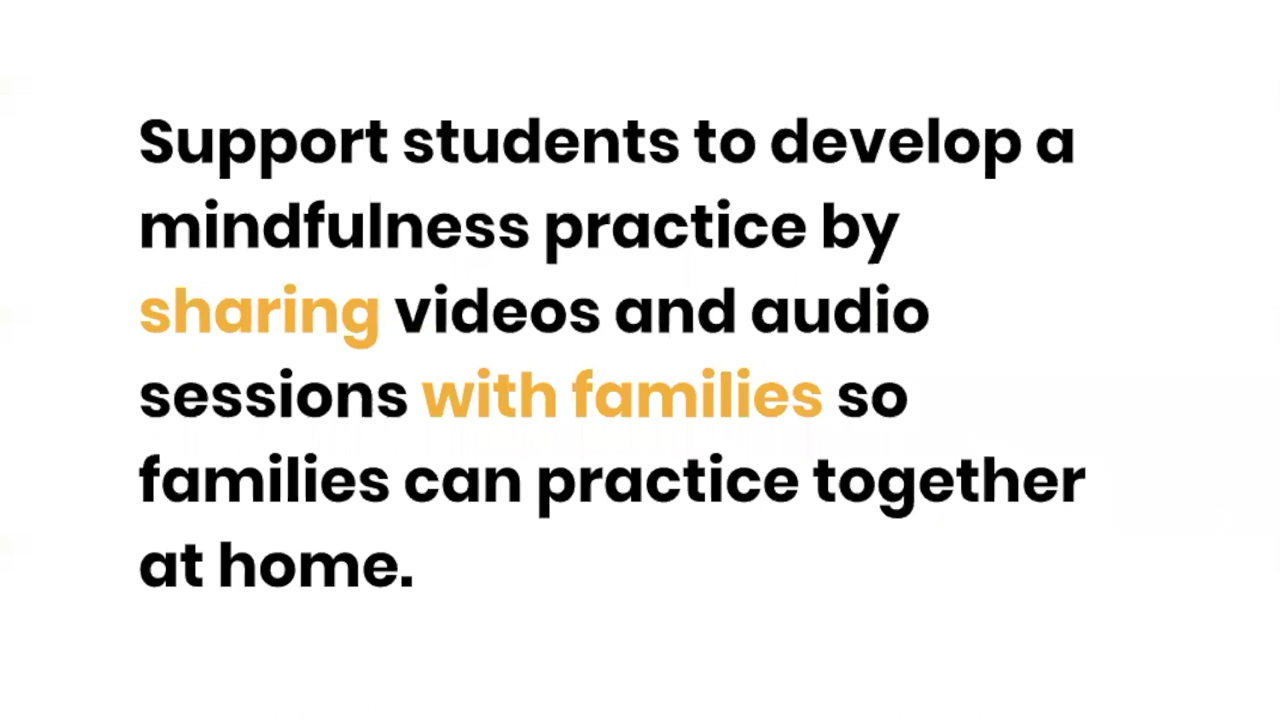 Support students to develop a
mindfulness practice by
sharing videos and audio
sessions with families so
families can practice together
at home.